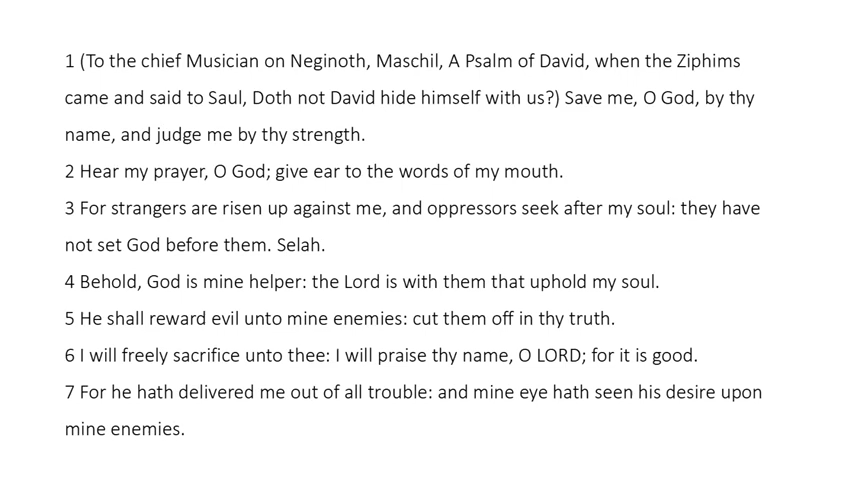 1 (To the chief Musician on Neginoth, Maschil, A Psalm of David, when the Ziphims
came and said to Saul, Doth not David hide himself with us?) Save me, O God, by thy
name, and judge me by thy strength.
2 Hear my prayer, O God; give ear to the words of my mouth.
3 For strangers are risen up against me, and oppressors seek after my soul: they have
not set God before them. Selah.
4 Behold, God is mine helper: the Lord is with them that uphold my soul.
5 He shall reward evil unto mine enemies: cut them off in thy truth.
6 I will freely sacrifice unto thee: I will praise thy name, O LORD; for it is good.
7 For he hath delivered me out of all trouble: and mine eye hath seen his desire upon
mine enemies.